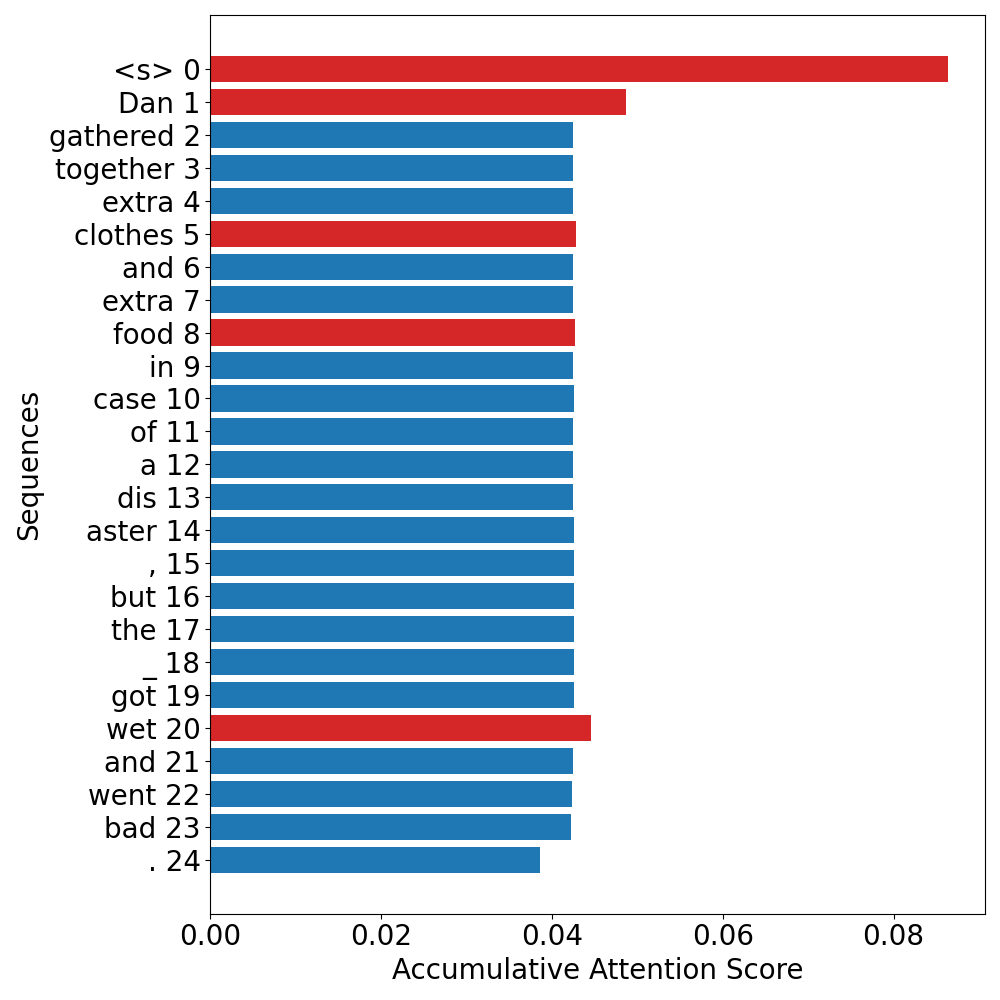 <s> 0
Dan 1
gathered 2
together 3
extra 4
clothes 5
and 6
extra 7
food 8
in 9
case 10
of 11
a 12
dis 13
aster 14
, 15
but 16
the 17
_ 18
got 19
wet 20
and 21
went 22
bad 23
. 24
Sequences
0.00 0.02 0.04 0.06 0.08
Accumulative Attention Score